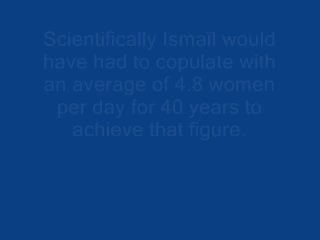 Scientifically Ismaïl would
have had to copulate with
an average of 4.8 women
per day for 40 years to
achieve that figure.